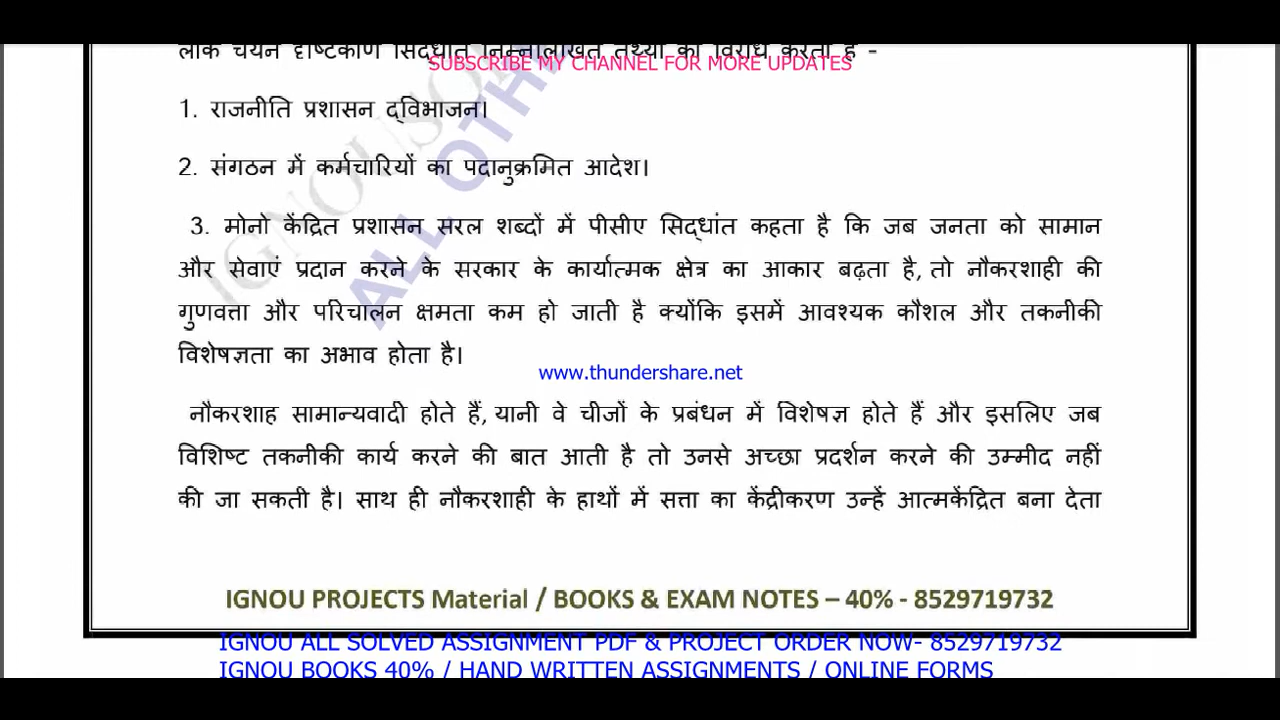 लोक चयन दृष्टिकोण सिद्धांत निम्नलिखित तथ्यों का विरोध करता है -
SUBSCRIBE MY CHANNEL FOR MORE UPDATES
1. राजनीति प्रशासन द्विभाजन।
2. संगठन में कर्मचारियों का पदानुक्रमित आदेश।
3. मोनो केंद्रित प्रशासन सरल शब्दों में पीसीए सिद्धांत कहता है कि जब जनता को सामान
और सेवाएं प्रदान करने के सरकार के कार्यात्मक क्षेत्र का आकार बढ़ता है, तो नौकरशाही की
गुणवत्ता और परिचालन क्षमता कम हो जाती है क्योंकि इसमें आवश्यक कौशल और तकनीकी
विशेषज्ञता का अभाव होता है।
www.thundershare.net
नौकरशाह सामान्यवादी होते हैं, यानी वे चीजों के प्रबंधन में विशेषज्ञ होते हैं और इसलिए जब
विशिष्ट तकनीकी कार्य करने की बात आती है तो उनसे अच्छा प्रदर्शन करने की उम्मीद नहीं
की जा सकती है। साथ ही नौकरशाही के हाथों में सत्ता का केंद्रीकरण उन्हें आत्मकेंद्रित बना देता
IGNOU PROJECTS Material / BOOKS & EXAM NOTES – 40% - 8529719732
IGNOU ALL SOLVED ASSIGNMENT PDF & PROJECT ORDER NOW- 8529719732
IGNOU BOOKS 40% / HAND WRITTEN ASSIGNMENTS / ONLINE FORMS